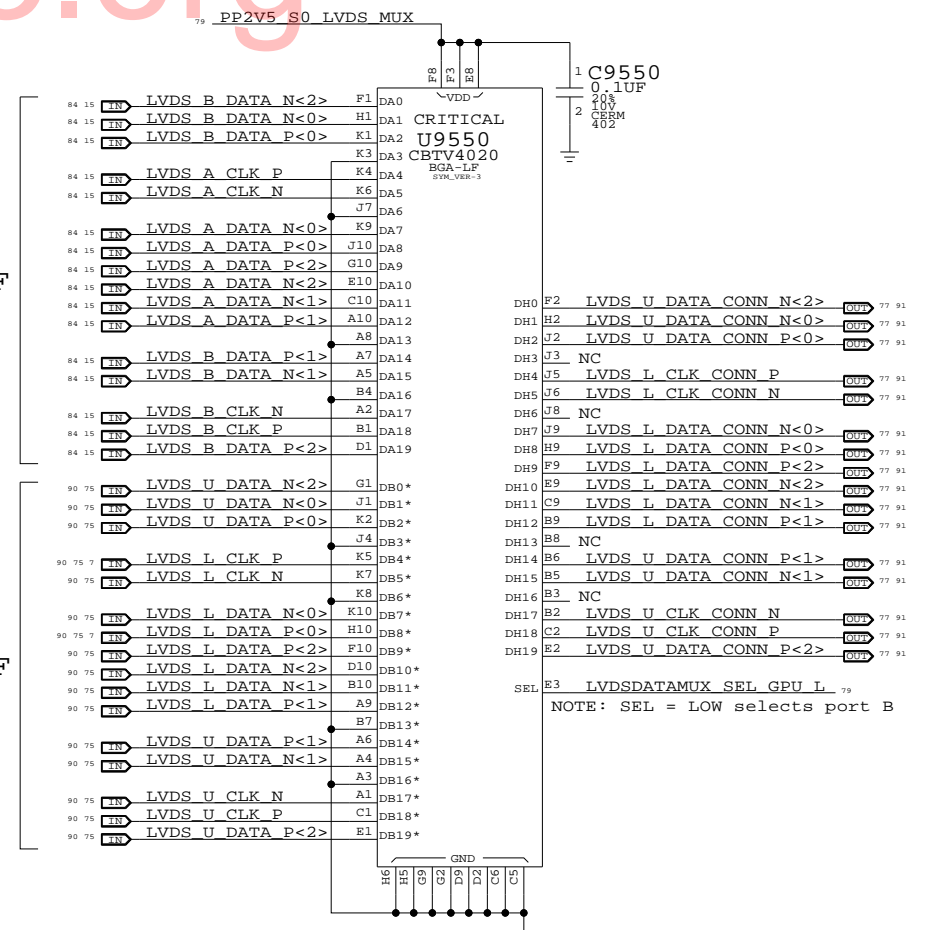 79 PP2V5_S0_LVDS_MUX
F8 F3 E8
VDD
1 C9550
0.1UF
20%
10V
2 CERM
402
CRITICAL
U9550
CBTV4020
BGA-LF
SYM_VER-3
84 15 IN LVDS_B_DATA_N<2> F1 DA0
84 15 IN LVDS_B_DATA_N<0> H1 DA1
84 15 IN LVDS_B_DATA_P<0> K1 DA2
K3 DA3
84 15 IN LVDS_A_CLK_P K4 DA4
84 15 IN LVDS_A_CLK_N K6 DA5
J7 DA6
84 15 IN LVDS_A_DATA_N<0> K9 DA7
84 15 IN LVDS_A_DATA_P<0> J10 DA8
84 15 IN LVDS_A_DATA_P<2> G10 DA9
84 15 IN LVDS_A_DATA_N<2> E10 DA10
84 15 IN LVDS_A_DATA_N<1> C10 DA11
84 15 IN LVDS_A_DATA_P<1> A10 DA12
A8 DA13
84 15 IN LVDS_B_DATA_P<1> A7 DA14
84 15 IN LVDS_B_DATA_N<1> A5 DA15
B4 DA16
84 15 IN LVDS_B_CLK_N A2 DA17
84 15 IN LVDS_B_CLK_P B1 DA18
84 15 IN LVDS_B_DATA_P<2> D1 DA19
90 75 IN LVDS_U_DATA_N<2> G1 DB0*
90 75 IN LVDS_U_DATA_N<0> J1 DB1*
90 75 IN LVDS_U_DATA_P<0> K2 DB2*
J4 DB3*
90 75 7 IN LVDS_L_CLK_P K5 DB4*
90 75 IN LVDS_L_CLK_N K7 DB5*
K8 DB6*
90 75 IN LVDS_L_DATA_N<0> K10 DB7*
90 75 7 IN LVDS_L_DATA_P<0> H10 DB8*
90 75 IN LVDS_L_DATA_P<2> F10 DB9*
90 75 IN LVDS_L_DATA_N<2> D10 DB10*
90 75 IN LVDS_L_DATA_N<1> B10 DB11*
90 75 IN LVDS_L_DATA_P<1> A9 DB12*
B7 DB13*
90 75 IN LVDS_U_DATA_P<1> A6 DB14*
90 75 IN LVDS_U_DATA_N<1> A4 DB15*
A3 DB16*
90 75 IN LVDS_U_CLK_N A1 DB17*
90 75 IN LVDS_U_CLK_P C1 DB18*
90 75 IN LVDS_U_DATA_P<2> E1 DB19*
DH0 F2 LVDS_U_DATA_CONN_N<2> OUT 77 91
DH1 H2 LVDS_U_DATA_CONN_N<0> OUT 77 91
DH2 J2 LVDS_U_DATA_CONN_P<0> OUT 77 91
DH3 J3 NC
DH4 J5 LVDS_L_CLK_CONN_P OUT 77 91
DH5 J6 LVDS_L_CLK_CONN_N OUT 77 91
DH6 J8 NC
DH7 J9 LVDS_L_DATA_CONN_N<0> OUT 77 91
DH8 H9 LVDS_L_DATA_CONN_P<0> OUT 77 91
DH9 F9 LVDS_L_DATA_CONN_P<2> OUT 77 91
DH10 E9 LVDS_L_DATA_CONN_N<2> OUT 77 91
DH11 C9 LVDS_L_DATA_CONN_N<1> OUT 77 91
DH12 B9 LVDS_L_DATA_CONN_P<1> OUT 77 91
DH13 B8 NC
DH14 B6 LVDS_U_DATA_CONN_P<1> OUT 77 91
DH15 B5 LVDS_U_DATA_CONN_N<1> OUT 77 91
DH16 B3 NC
DH17 B2 LVDS_U_CLK_CONN_N OUT 77 91
DH18 C2 LVDS_U_CLK_CONN_P OUT 77 91
DH19 E2 LVDS_U_DATA_CONN_P<2> OUT 77 91
SEL E3 LVDSDATAMUX_SEL_GPU_L 79
NOTE: SEL = LOW selects port B
GND
H6 H5 G9 G2 D9 D2 C6 C5